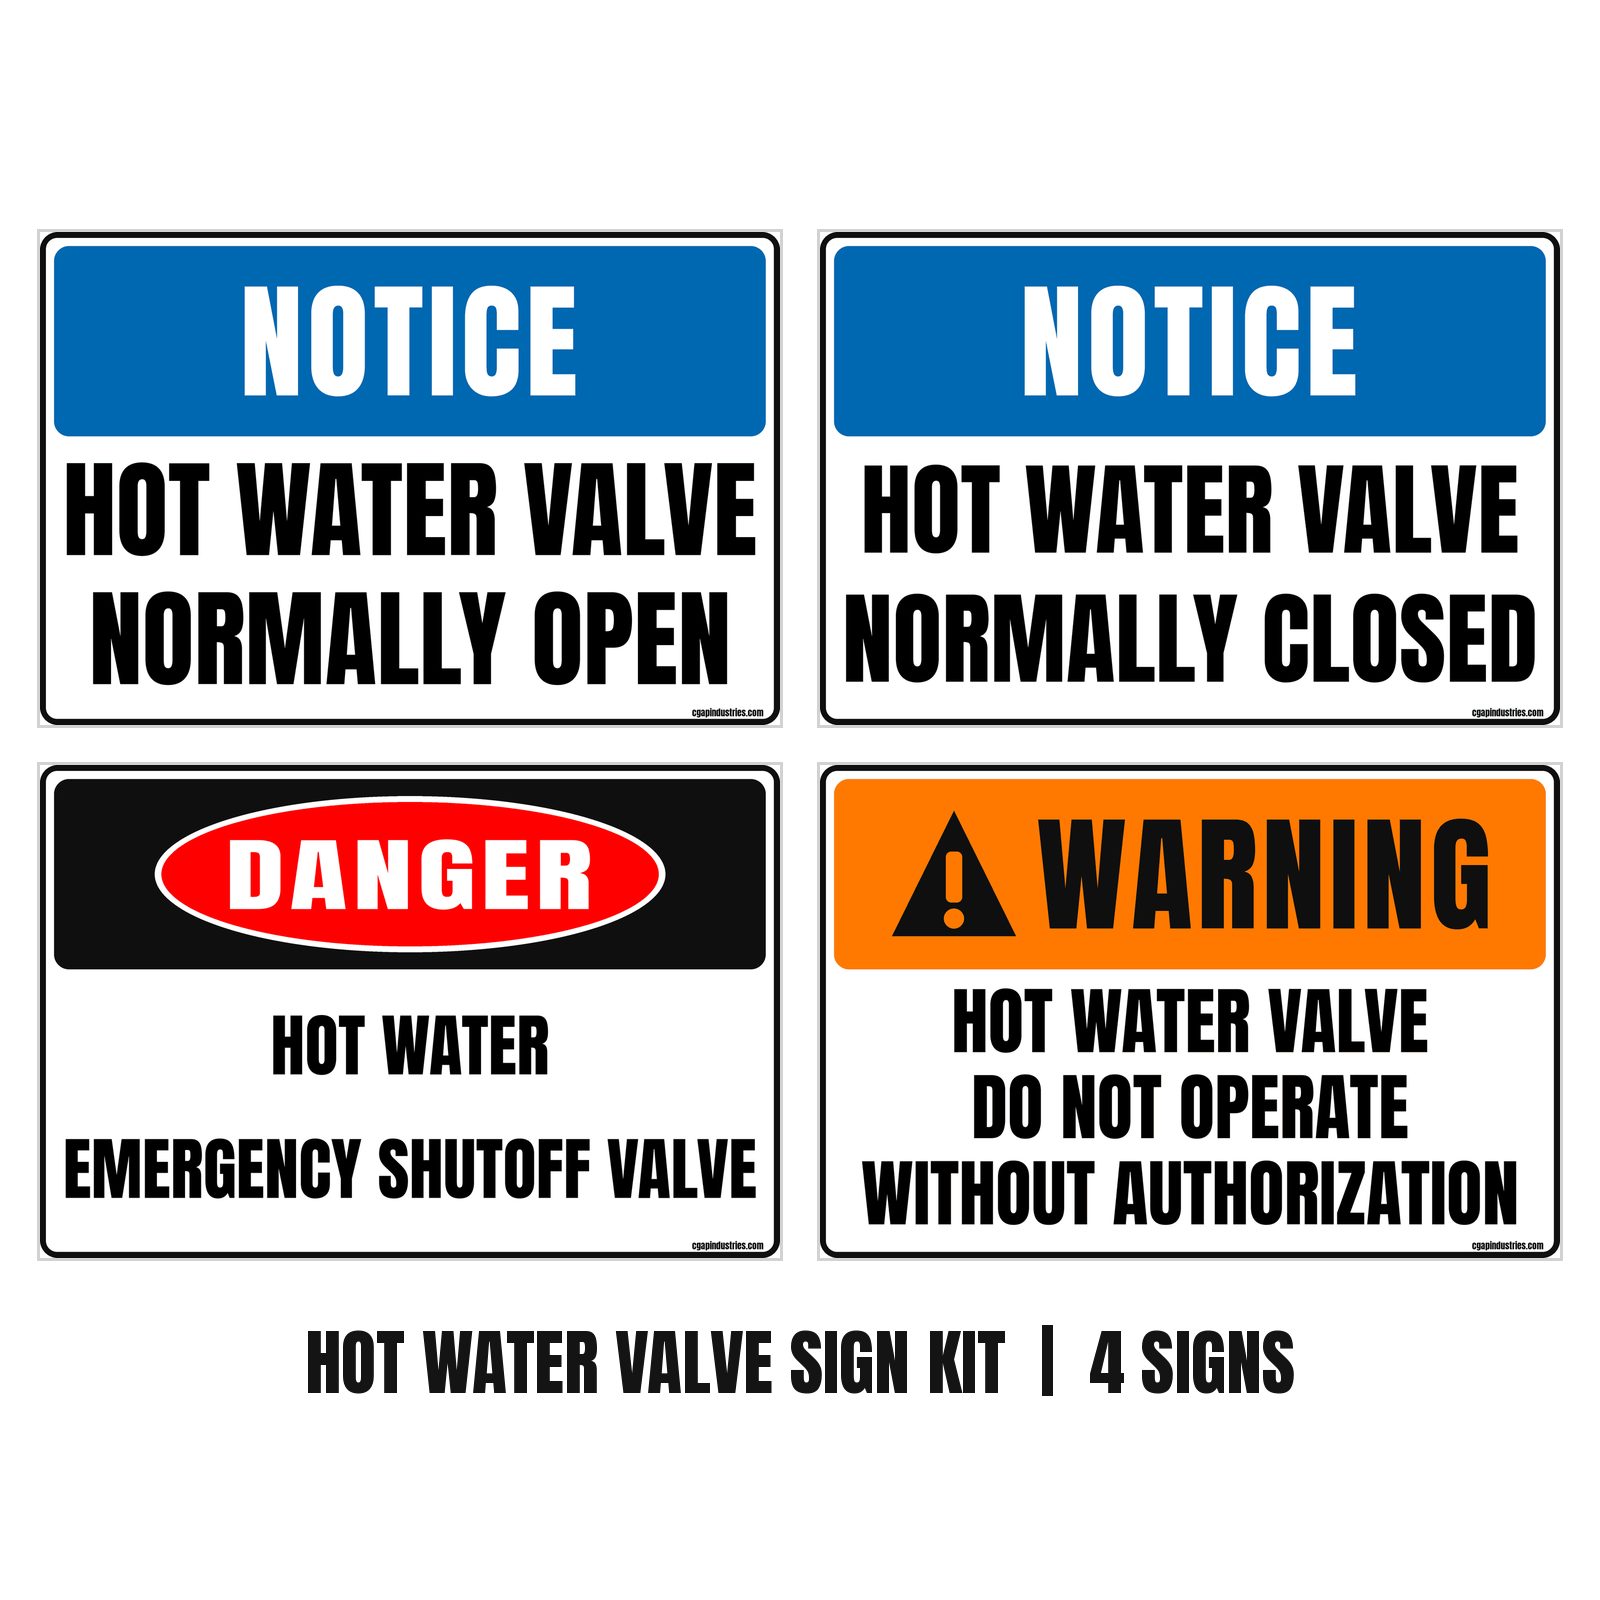 NOTICE
HOT WATER VALVE
NORMALLY OPEN
cgapindustries.com
NOTICE
HOT WATER VALVE
NORMALLY CLOSED
cgapindustries.com
DANGER
HOT WATER
EMERGENCY SHUTOFF VALVE
cgapindustries.com
WARNING
HOT WATER VALVE
DO NOT OPERATE
WITHOUT AUTHORIZATION
cgapindustries.com
HOT WATER VALVE SIGN KIT | 4 SIGNS